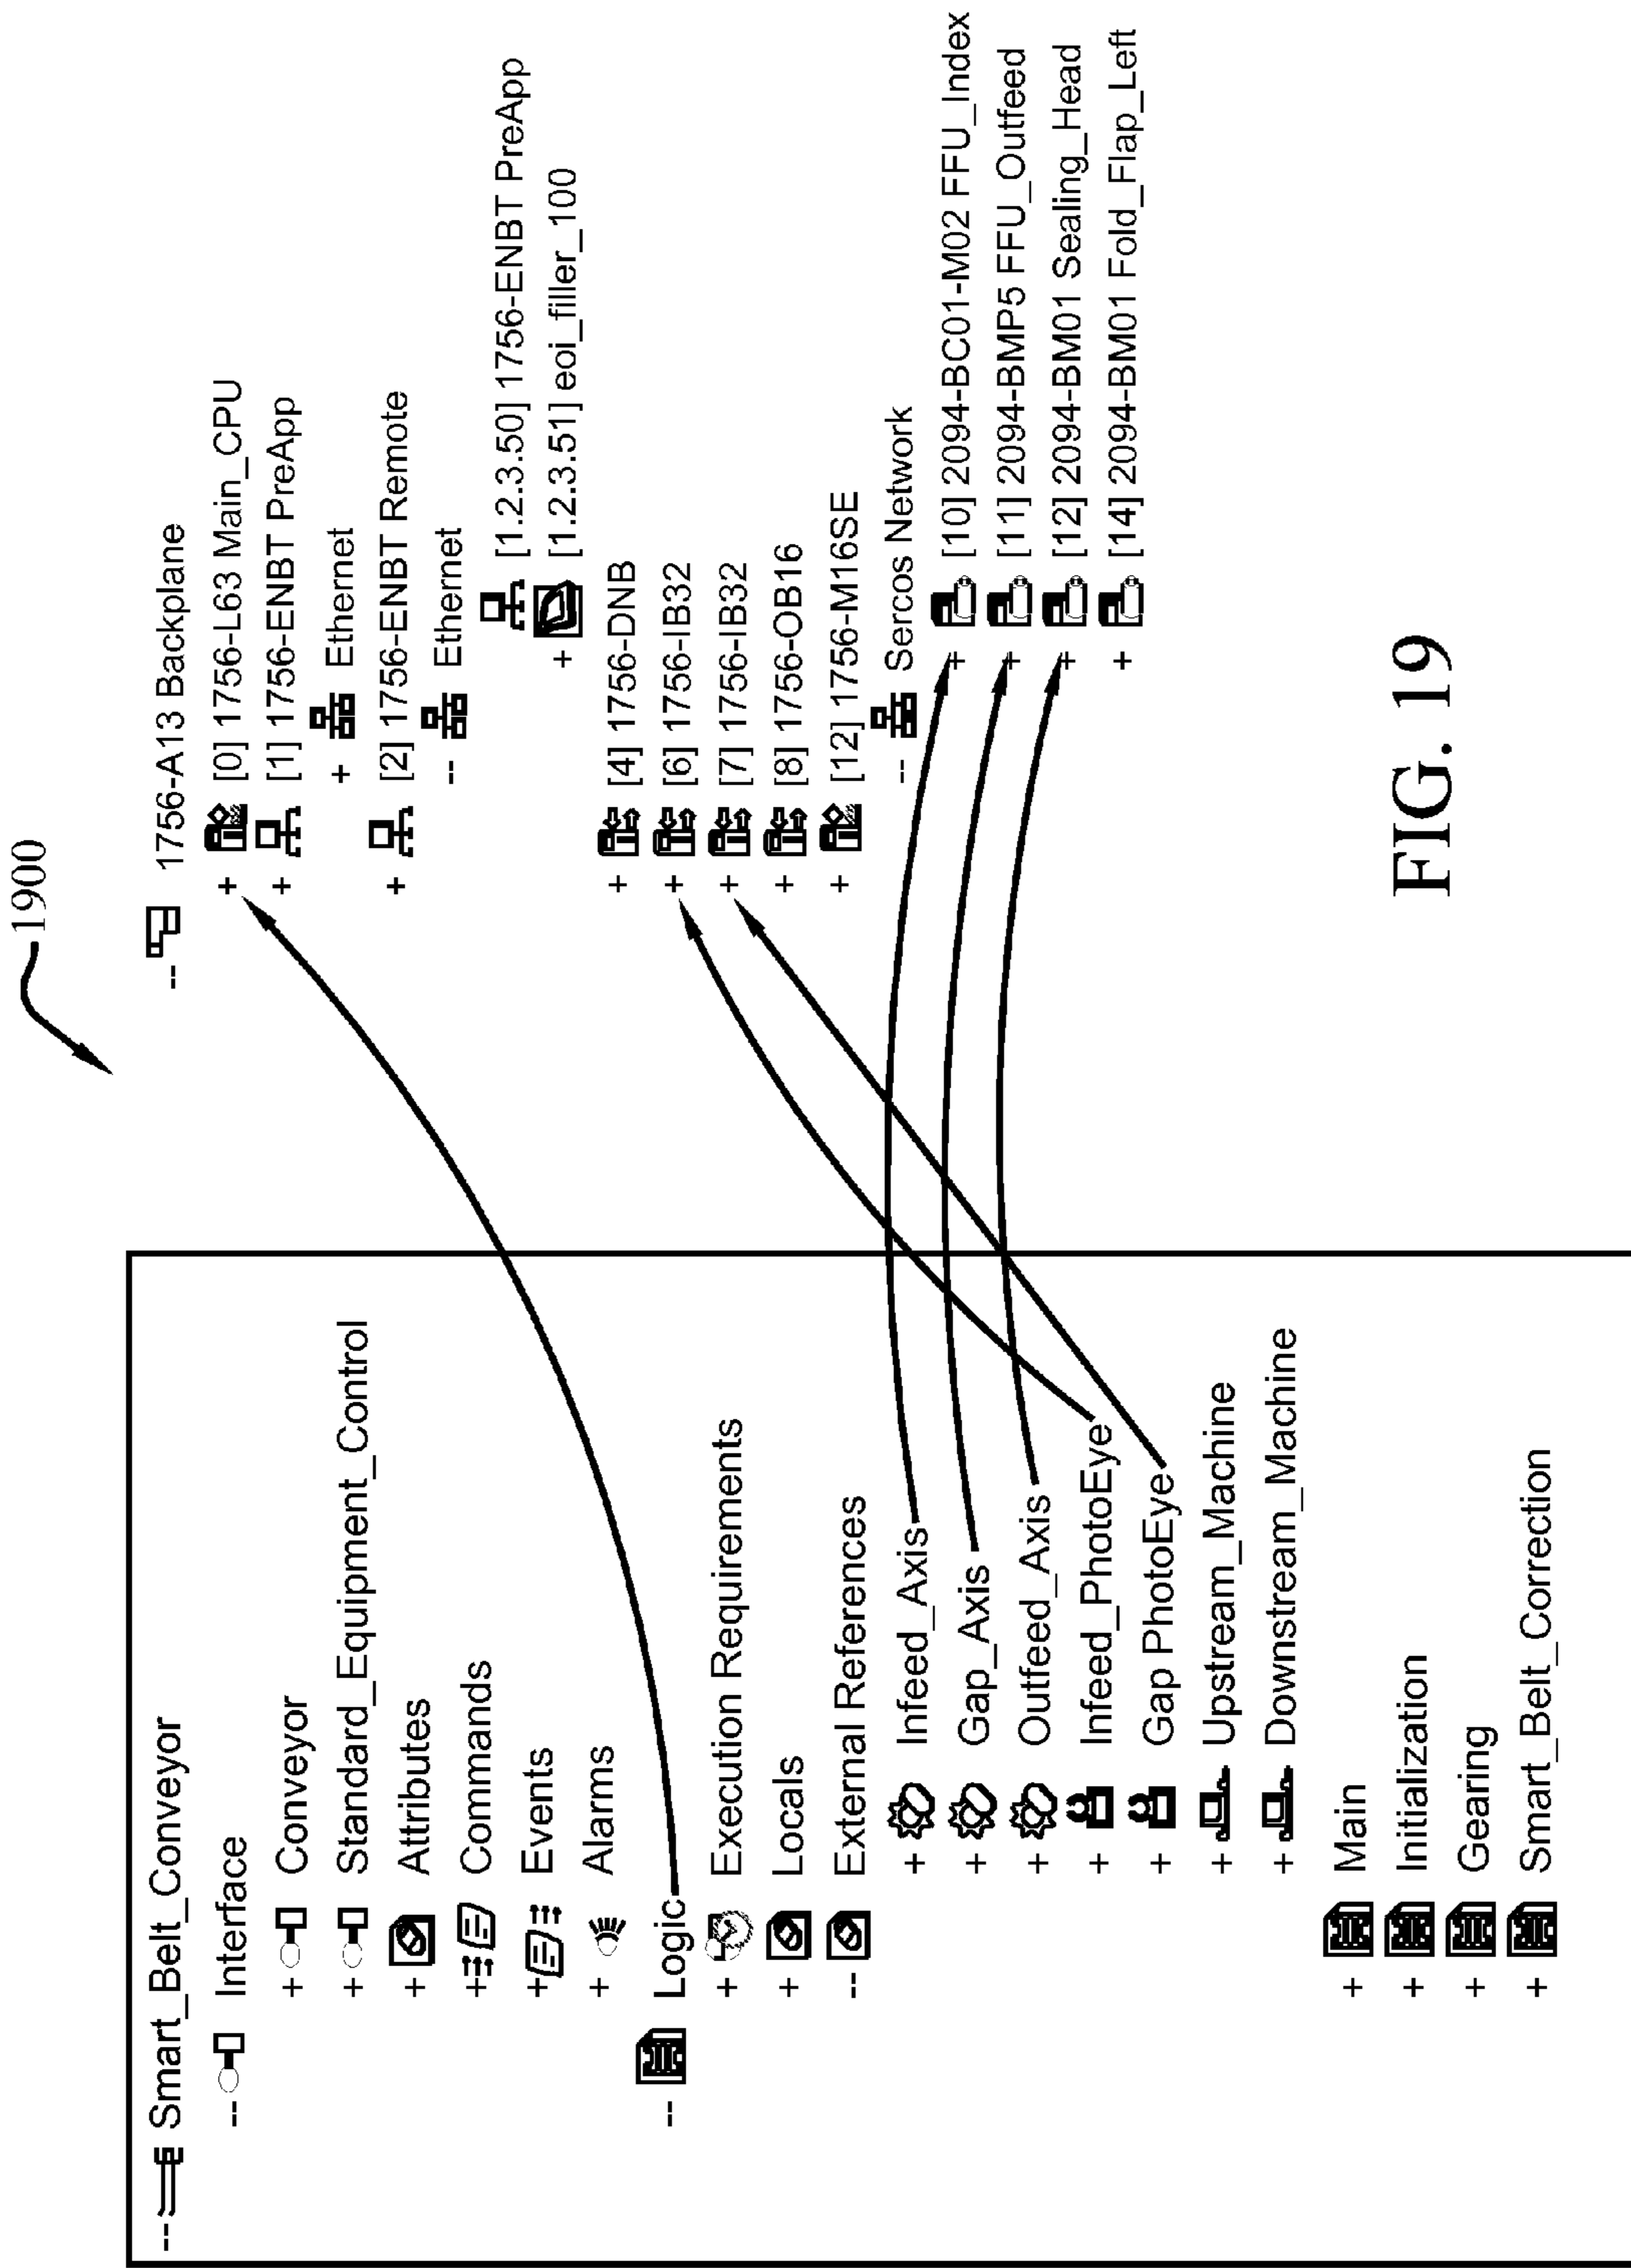 1900
-- Smart_Belt_Conveyor
-- Interface
+ Conveyor
+ Standard_Equipment_Control
+ Attributes
+ Commands
+ Events
+ Alarms
-- Logic
+ Execution Requirements
+ Locals
-- External References
+ Infeed_Axis
+ Gap_Axis
+ Outfeed_Axis
+ Infeed_PhotoEye
+ Gap PhotoEye
+ Upstream_Machine
+ Downstream_Machine
+ Main
+ Initialization
+ Gearing
+ Smart_Belt_Correction
-- 1756-A13 Backplane
+ [0] 1756-L63 Main_CPU
+ [1] 1756-ENBT PreApp
+ Ethernet
+ [2] 1756-ENBT Remote
-- Ethernet
[1.2.3.50] 1756-ENBT PreApp
+ [1.2.3.51] eoi_filler_100
+ [4] 1756-DNB
+ [6] 1756-IB32
+ [7] 1756-IB32
+ [8] 1756-OB16
+ [12] 1756-M16SE
-- Sercos Network
+ [10] 2094-BC01-M02 FFU_Index
+ [11] 2094-BMP5 FFU_Outfeed
+ [12] 2094-BM01 Sealing_Head
+ [14] 2094-BM01 Fold_Flap_Left
FIG. 19